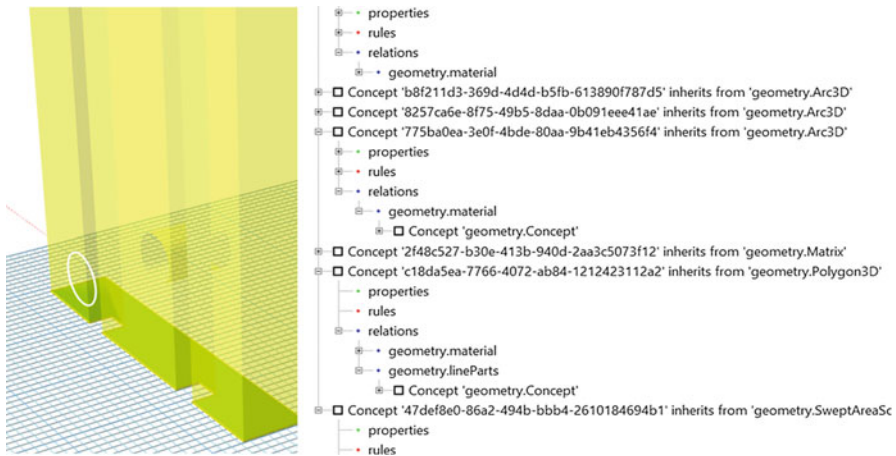 properties
rules
relations
geometry.material
Concept 'b8f211d3-369d-4d4d-b5fb-613890f787d5' inherits from 'geometry.Arc3D'
Concept '8257ca6e-8f75-49b5-8daa-0b091eee41ae' inherits from 'geometry.Arc3D'
Concept '775ba0ea-3e0f-4bde-80aa-9b41eb4356f4' inherits from 'geometry.Arc3D'
properties
rules
relations
geometry.material
Concept 'geometry.Concept'
Concept '2f48c527-b30e-413b-940d-2aa3c5073f12' inherits from 'geometry.Matrix'
Concept 'c18da5ea-7766-4072-ab84-1212423112a2' inherits from 'geometry.Polygon3D'
properties
rules
relations
geometry.material
geometry.lineParts
Concept 'geometry.Concept'
Concept '47def8e0-86a2-494b-bbb4-2610184694b1' inherits from 'geometry.SweptAreaSc
properties
rules